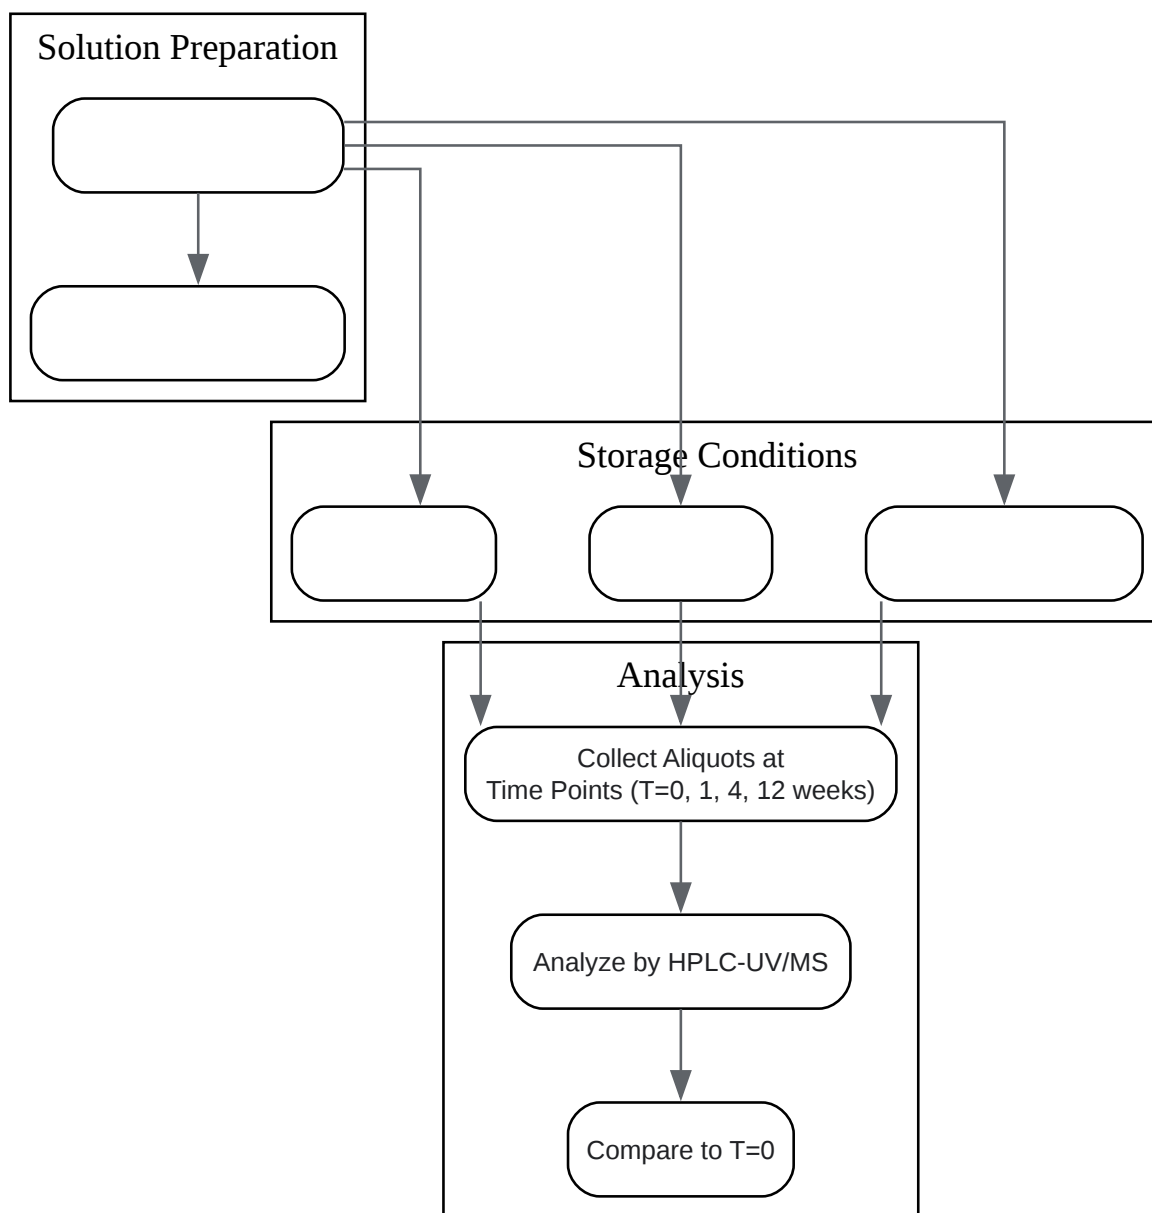 Solution Preparation
Storage Conditions
Analysis
Collect Aliquots at
Time Points (T=0, 1, 4, 12 weeks)
Analyze by HPLC-UV/MS
Compare to T=0